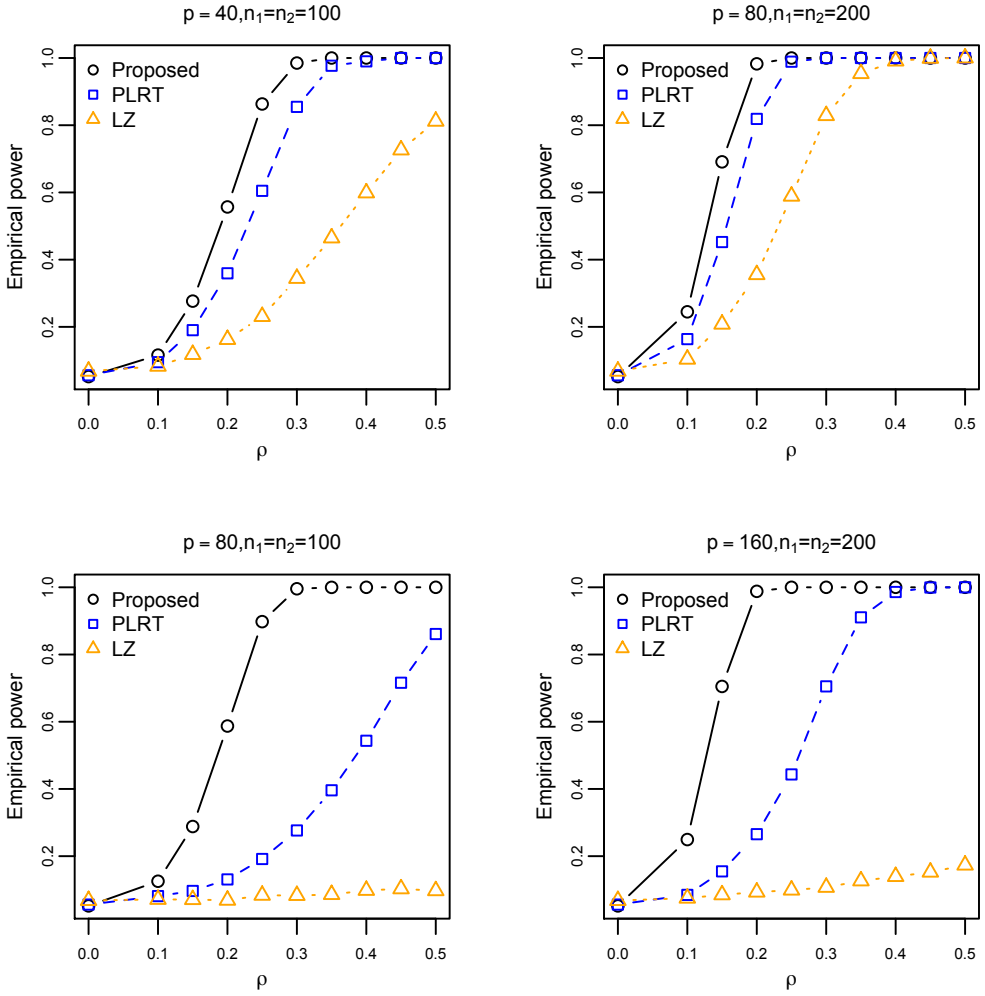 p = 40,n1=n2=100
Proposed
PLRT
LZ
Empirical power
0.2
0.4
0.6
0.8
1.0
0.0 0.1 0.2 0.3 0.4 0.5
ρ
p = 80,n1=n2=200
Proposed
PLRT
LZ
Empirical power
0.2
0.4
0.6
0.8
1.0
0.0 0.1 0.2 0.3 0.4 0.5
ρ
p = 80,n1=n2=100
Proposed
PLRT
LZ
Empirical power
0.2
0.4
0.6
0.8
1.0
0.0 0.1 0.2 0.3 0.4 0.5
ρ
p = 160,n1=n2=200
Proposed
PLRT
LZ
Empirical power
0.2
0.4
0.6
0.8
1.0
0.0 0.1 0.2 0.3 0.4 0.5
ρ